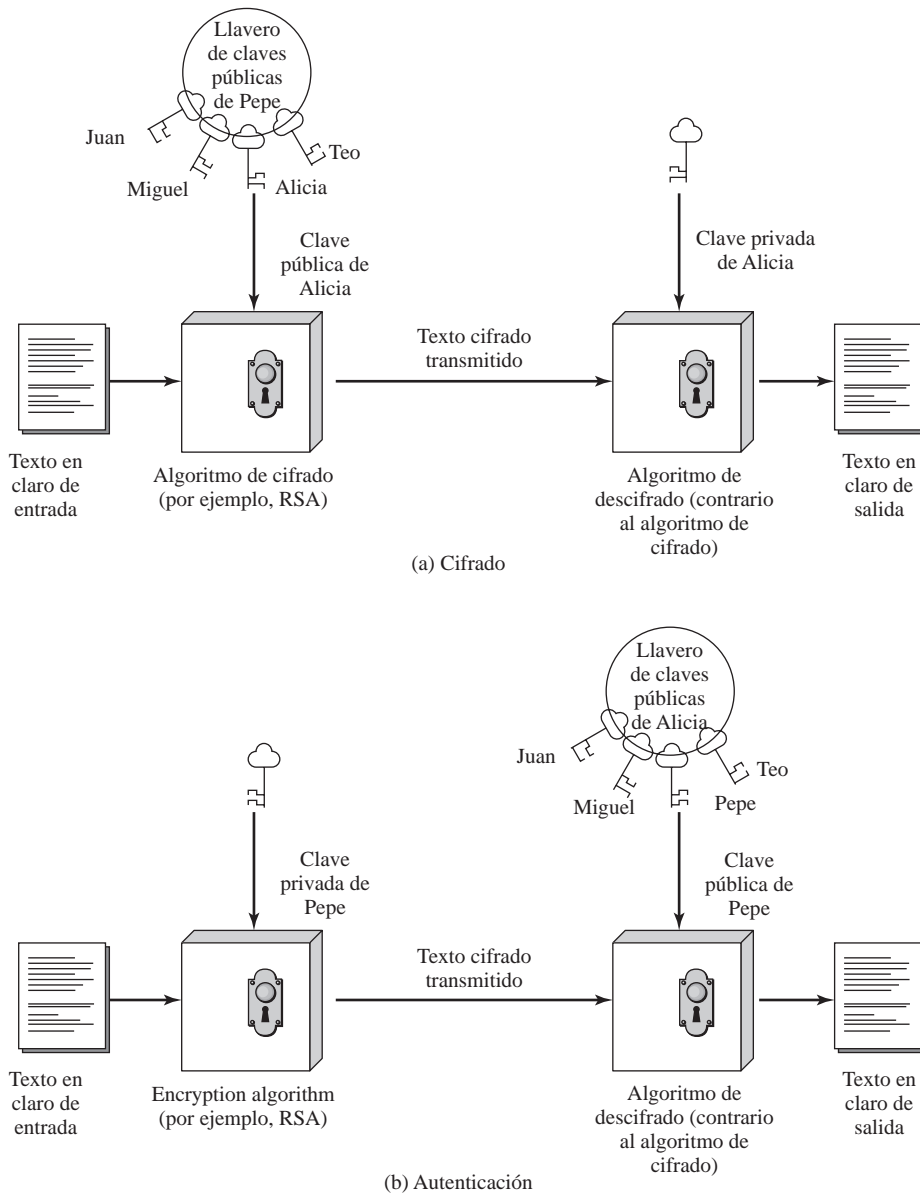 Llavero
de claves
públicas
de Pepe
Juan
Miguel
Alicia
Teo
Clave
pública de
Alicia
Clave privada
de Alicia
Texto cifrado
transmitido
Texto en
claro de
entrada
Algoritmo de cifrado
(por ejemplo, RSA)
Algoritmo de
descifrado (contrario
al algoritmo de
cifrado)
Texto en
claro de
salida
(a) Cifrado
Llavero
de claves
públicas
de Alicia
Juan
Miguel
Pepe
Teo
Clave
privada de
Pepe
Clave
pública de
Pepe
Texto cifrado
transmitido
Texto en
claro de
entrada
Encryption algorithm
(por ejemplo, RSA)
Algoritmo de
descifrado (contrario
al algoritmo de
cifrado)
Texto en
claro de
salida
(b) Autenticación